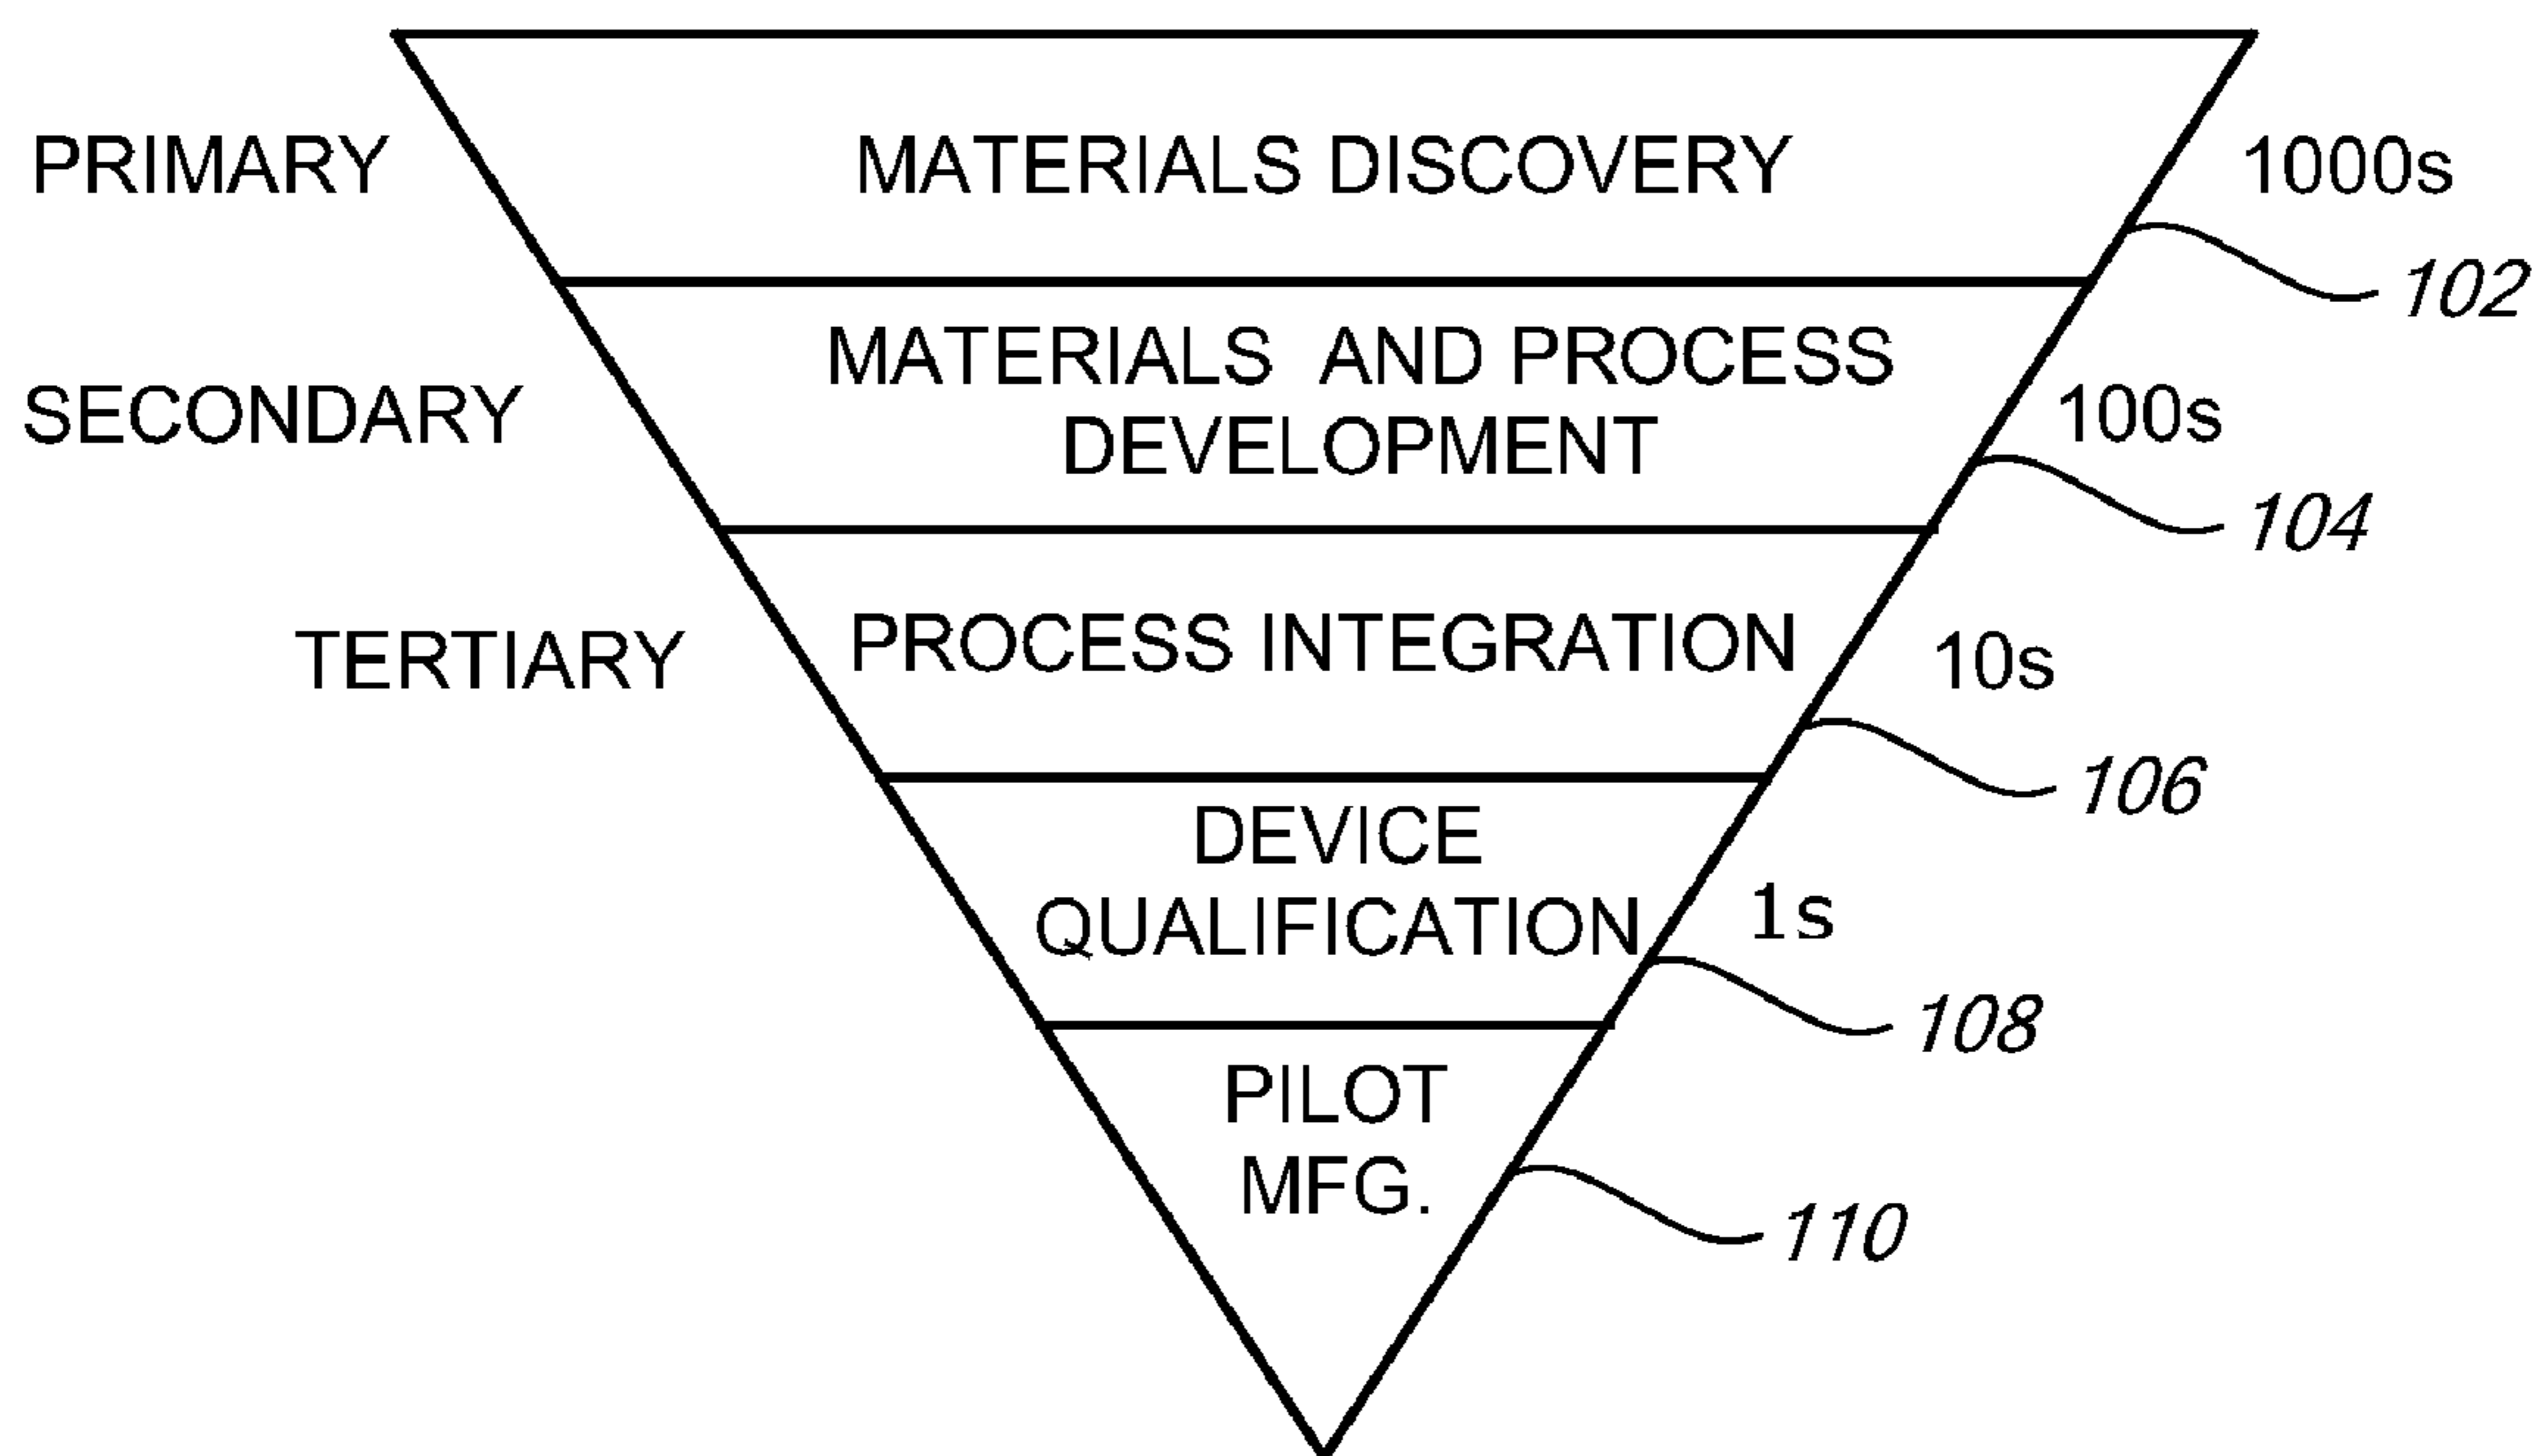 PRIMARY
MATERIALS DISCOVERY
1000s
102
MATERIALS AND PROCESS
DEVELOPMENT
SECONDARY
100s
104
TERTIARY
PROCESS INTEGRATION
10s
106
DEVICE
QUALIFICATION
1s
108
PILOT
MFG.
110